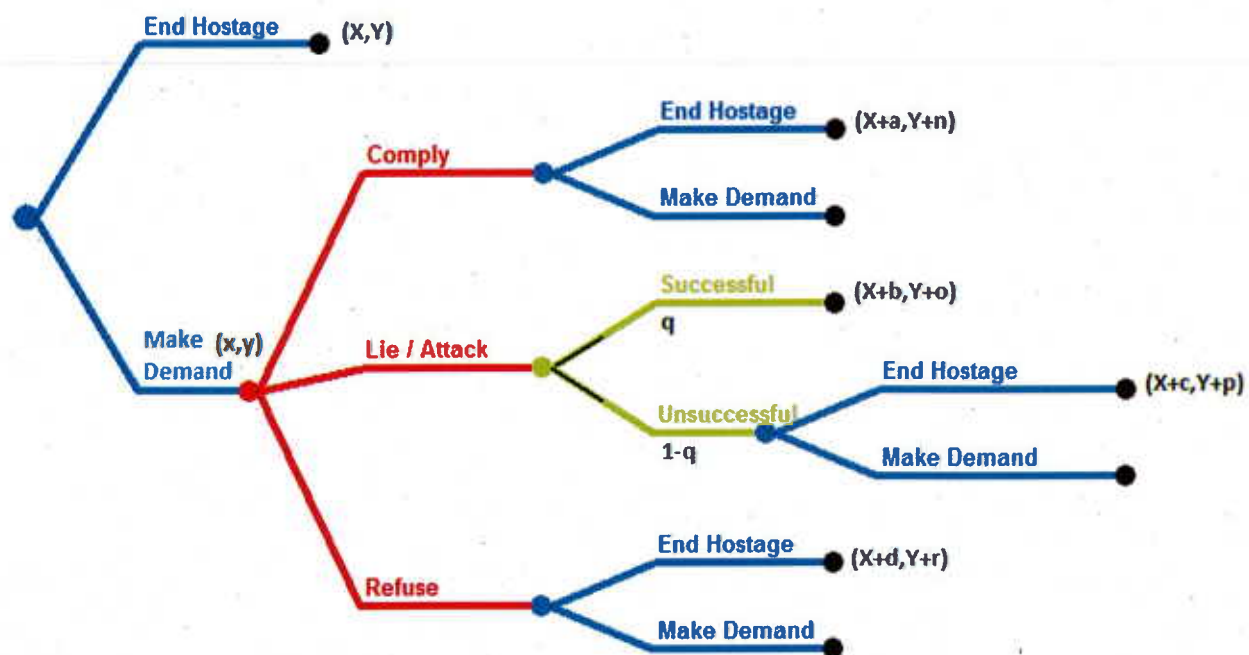 End Hostage
(X,Y)
End Hostage
(X+a,Y+n)
Comply
Make Demand
Successful
(X+b,Y+o)
q
Make
(x,y)
Demand
Lie / Attack
End Hostage
(X+c,Y+p)
Unsuccessful
1-q
Make Demand
End Hostage
(X+d,Y+r)
Refuse
Make Demand